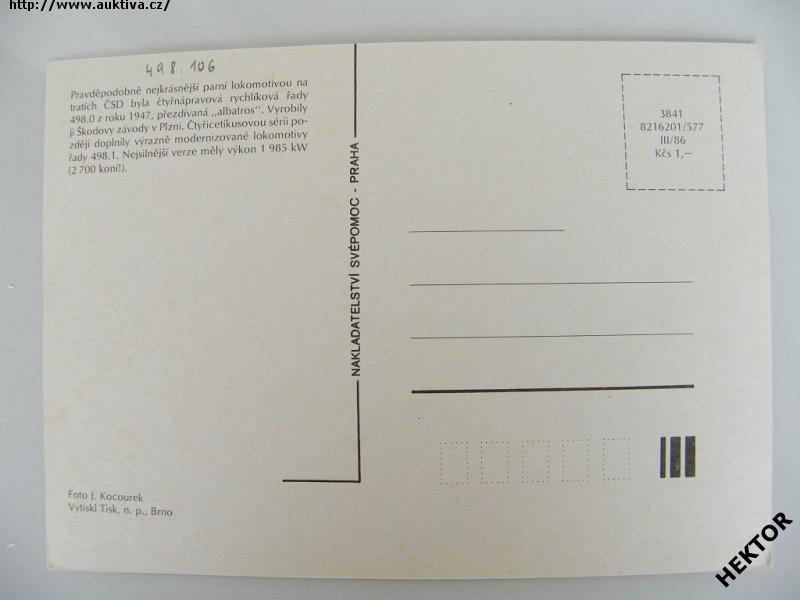 http://www.auktiva.cz/
498.106
Pravděpodobně nejkrásnější parní lokomotivou na
tratích ČSD byla čtyřnápravová rychlíková řady
498.0 z roku 1947, přezdívaná „albatros". Vyrobily
ji Škodovy závody v Plzni. Čtyřicetikusovou sérii po-
zději doplnily výrazně modernizované lokomotivy
řady 498.1. Nejsilnější verze měly výkon 1 985 kW
(2 700 koní!).
NAKLADATELSTVÍ SVÉPOMOC - PRAHA
3841
8216201/577
III/86
Kčs 1,—
Foto J. Kocourek
Vytiskl Tisk, n. p., Brno
HEKTOR